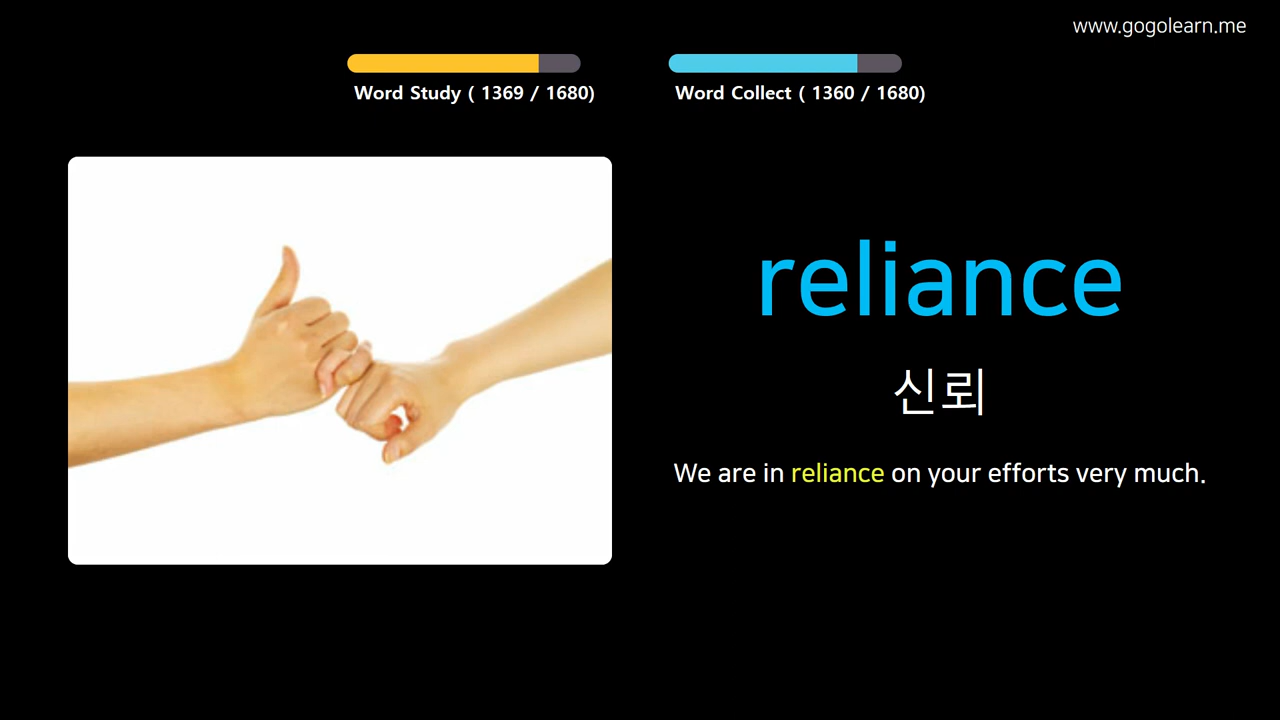 www.gogolearn.me
Word Study ( 1369 / 1680)
Word Collect ( 1360 / 1680)
reliance
신뢰
We are in reliance on your efforts very much.